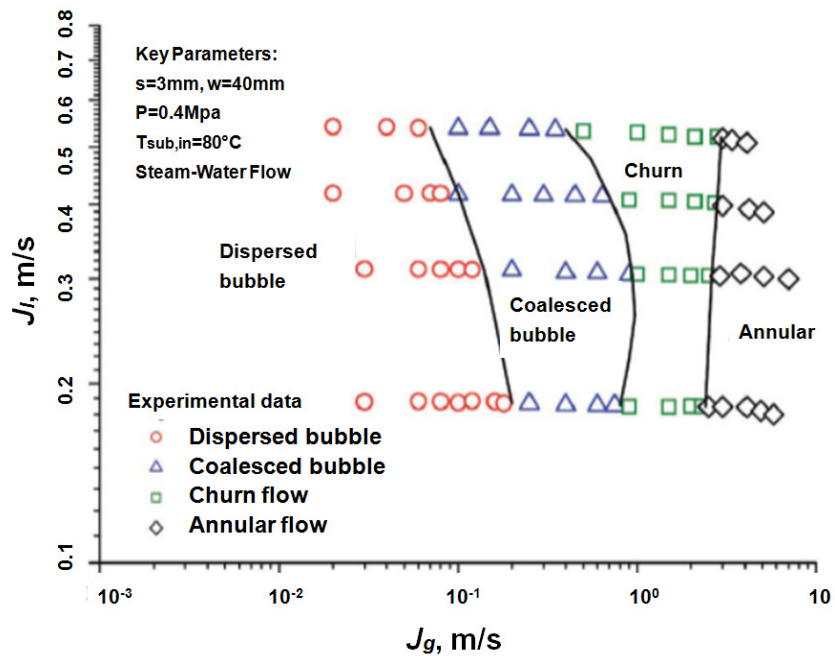 0.8
0.7
0.6
0.5
0.4
0.3
0.2
0.1
Jl, m/s
Key Parameters:
s=3mm, w=40mm
P=0.4Mpa
Tsub,in=80°C
Steam-Water Flow
Churn
Dispersed
bubble
Coalesced
bubble
Annular
Experimental data
Dispersed bubble
Coalesced bubble
Churn flow
Annular flow
10-3
10-2
10-1
100
10
Jg, m/s